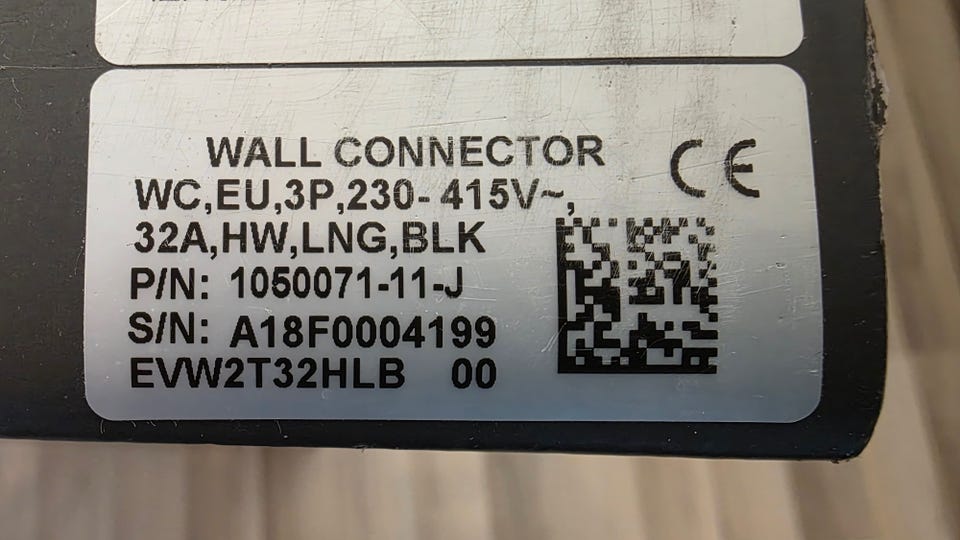 WALL CONNECTOR
WC,EU,3P,230-415V~,
32A,HW,LNG,BLK
P/N: 1050071-11-J
S/N: A18F0004199
EVW2T32HLB 00
CE